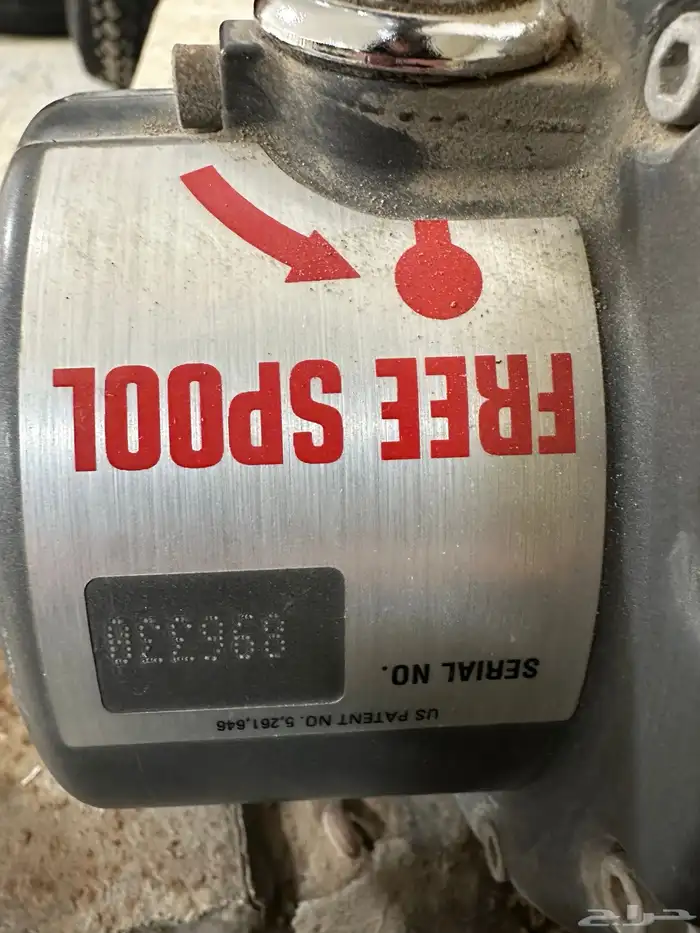 US PATENT NO. 5,261,646
SERIAL NO.
FREE SPOOL
حراج